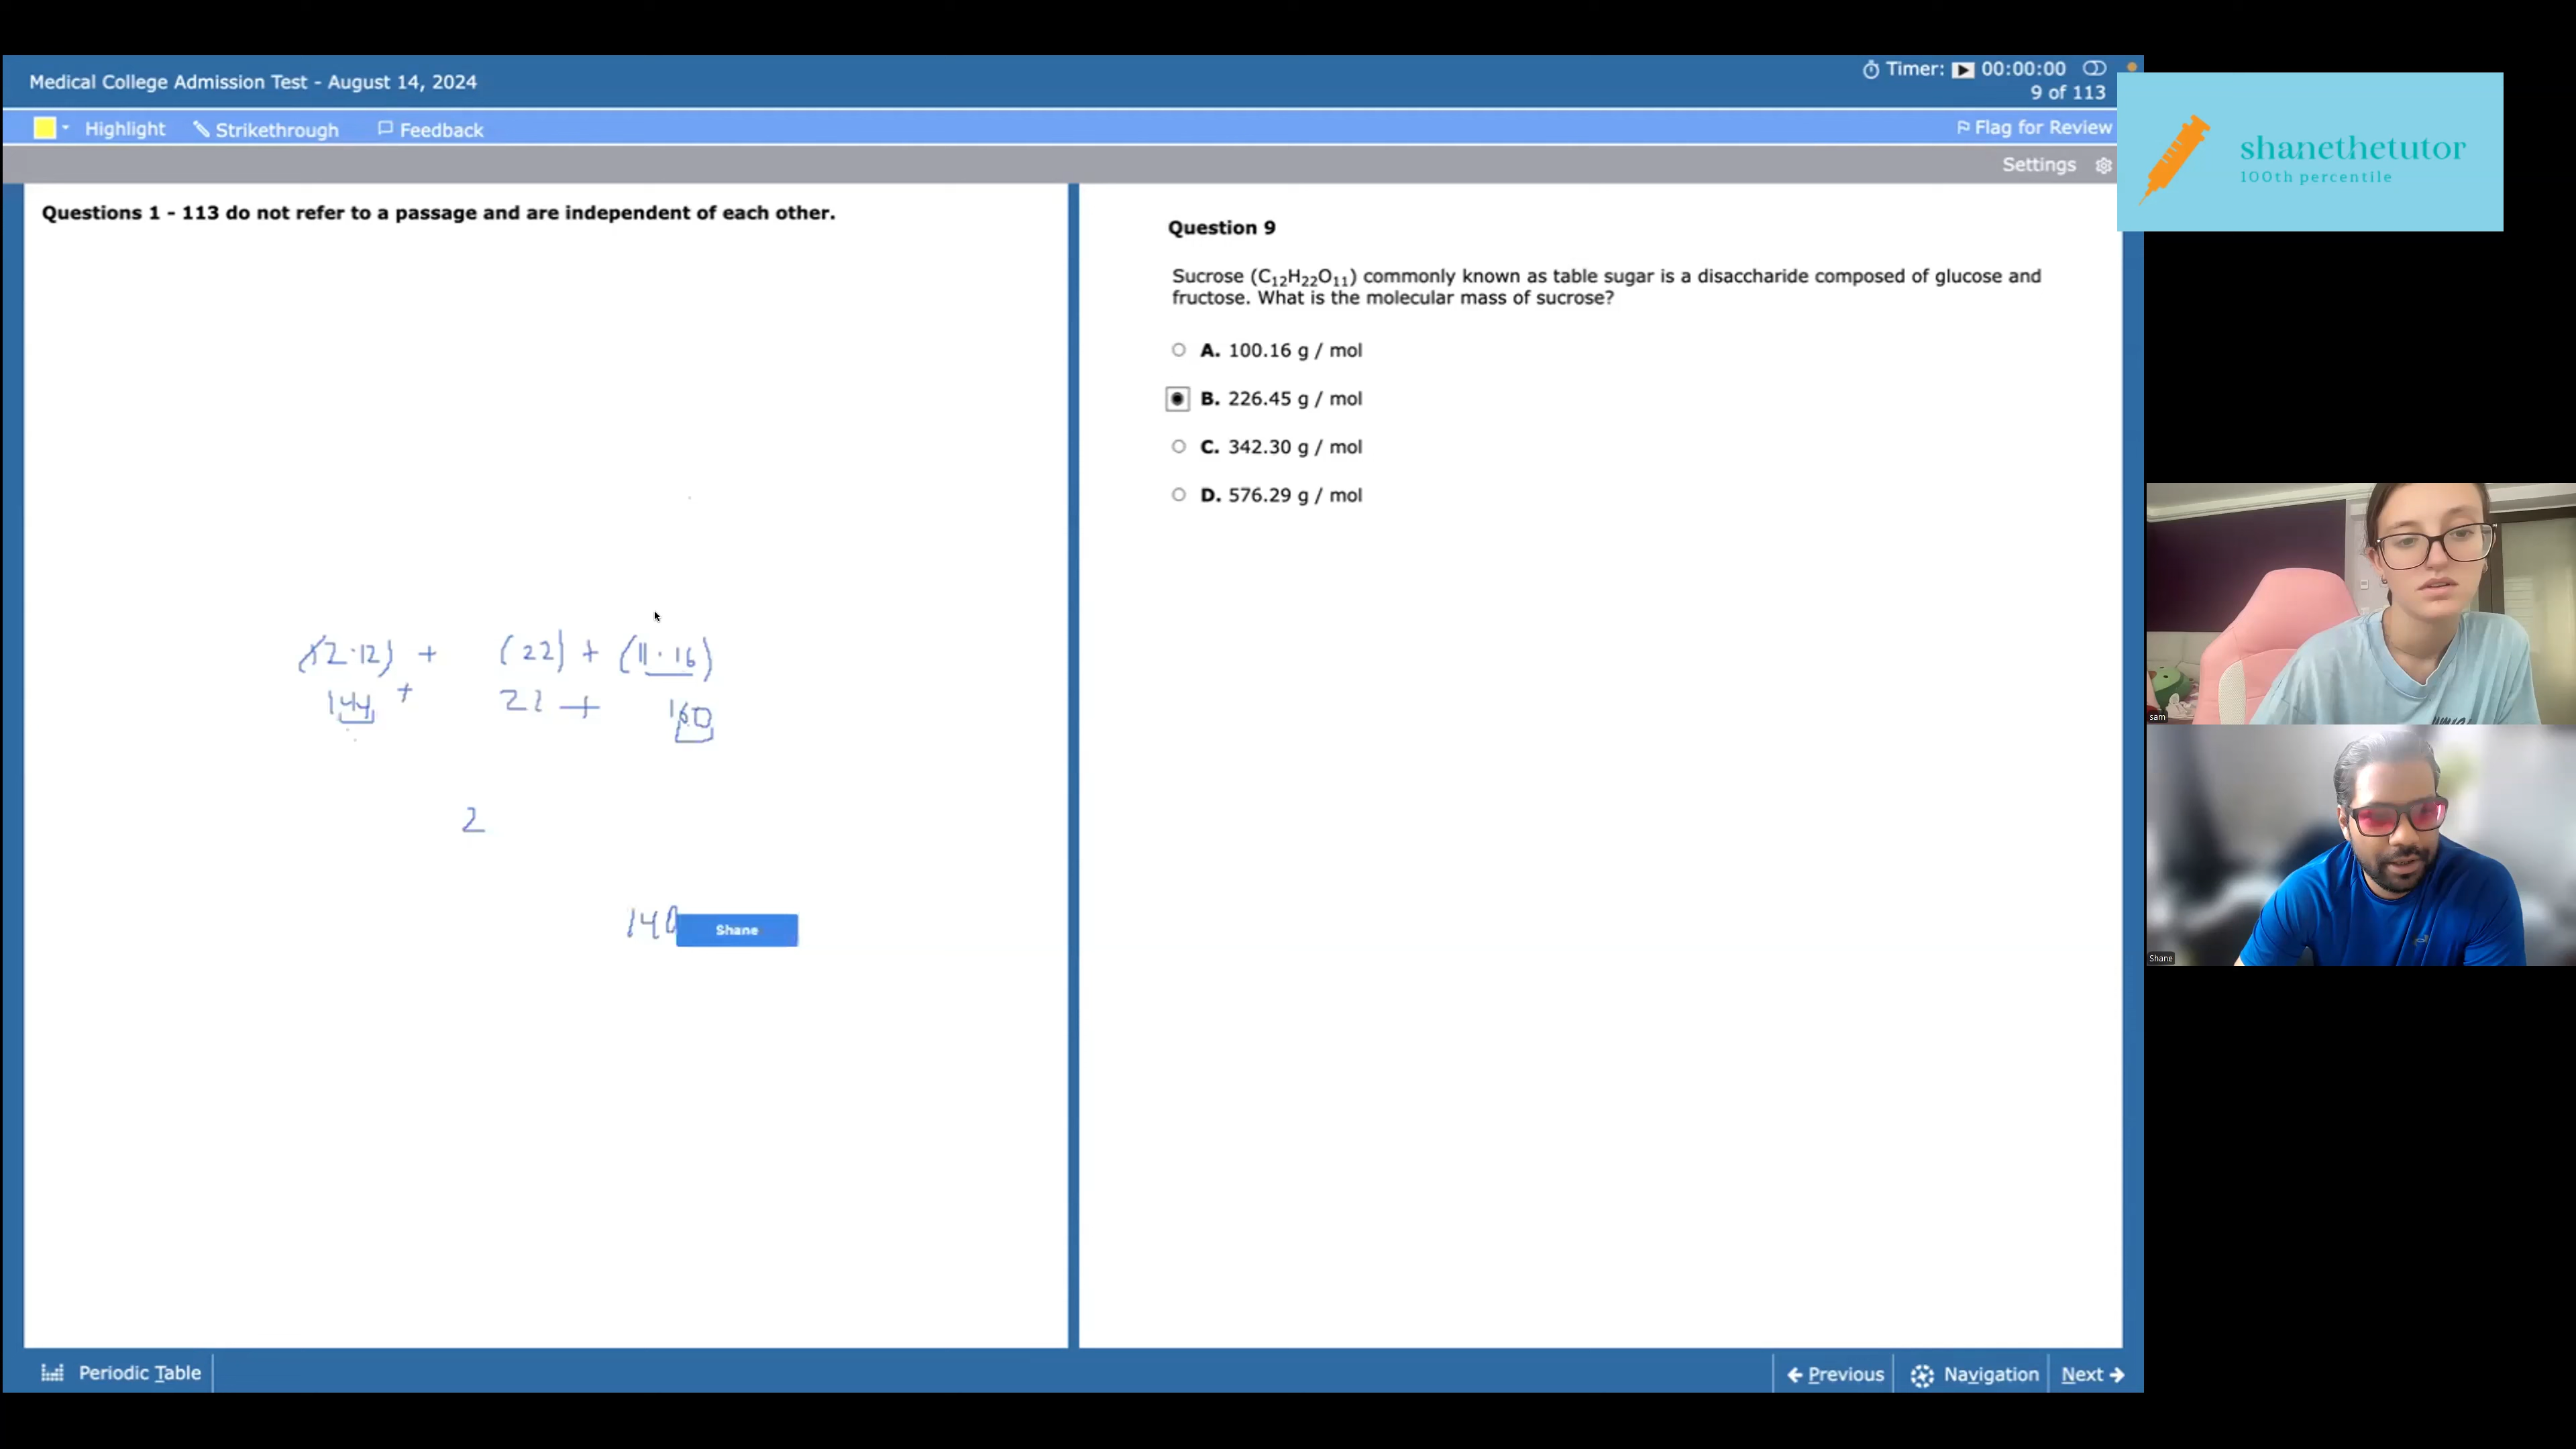 Medical College Admission Test - August 14, 2024
Timer: 00:00:00
9 of 113
Highlight Strikethrough Feedback
Flag for Review
Settings
shanethetutor
100th percentile
Questions 1 - 113 do not refer to a passage and are independent of each other.
Question 9
Sucrose (C₁₂H₂₂O₁₁) commonly known as table sugar is a disaccharide composed of glucose and
fructose. What is the molecular mass of sucrose?
A. 100.16 g / mol
B. 226.45 g / mol
C. 342.30 g / mol
D. 576.29 g / mol
(12·12) + (22) + (11·16)
144 + 22 + 160
2
140
Shane
sam
Shane
Periodic Table
Previous Navigation Next